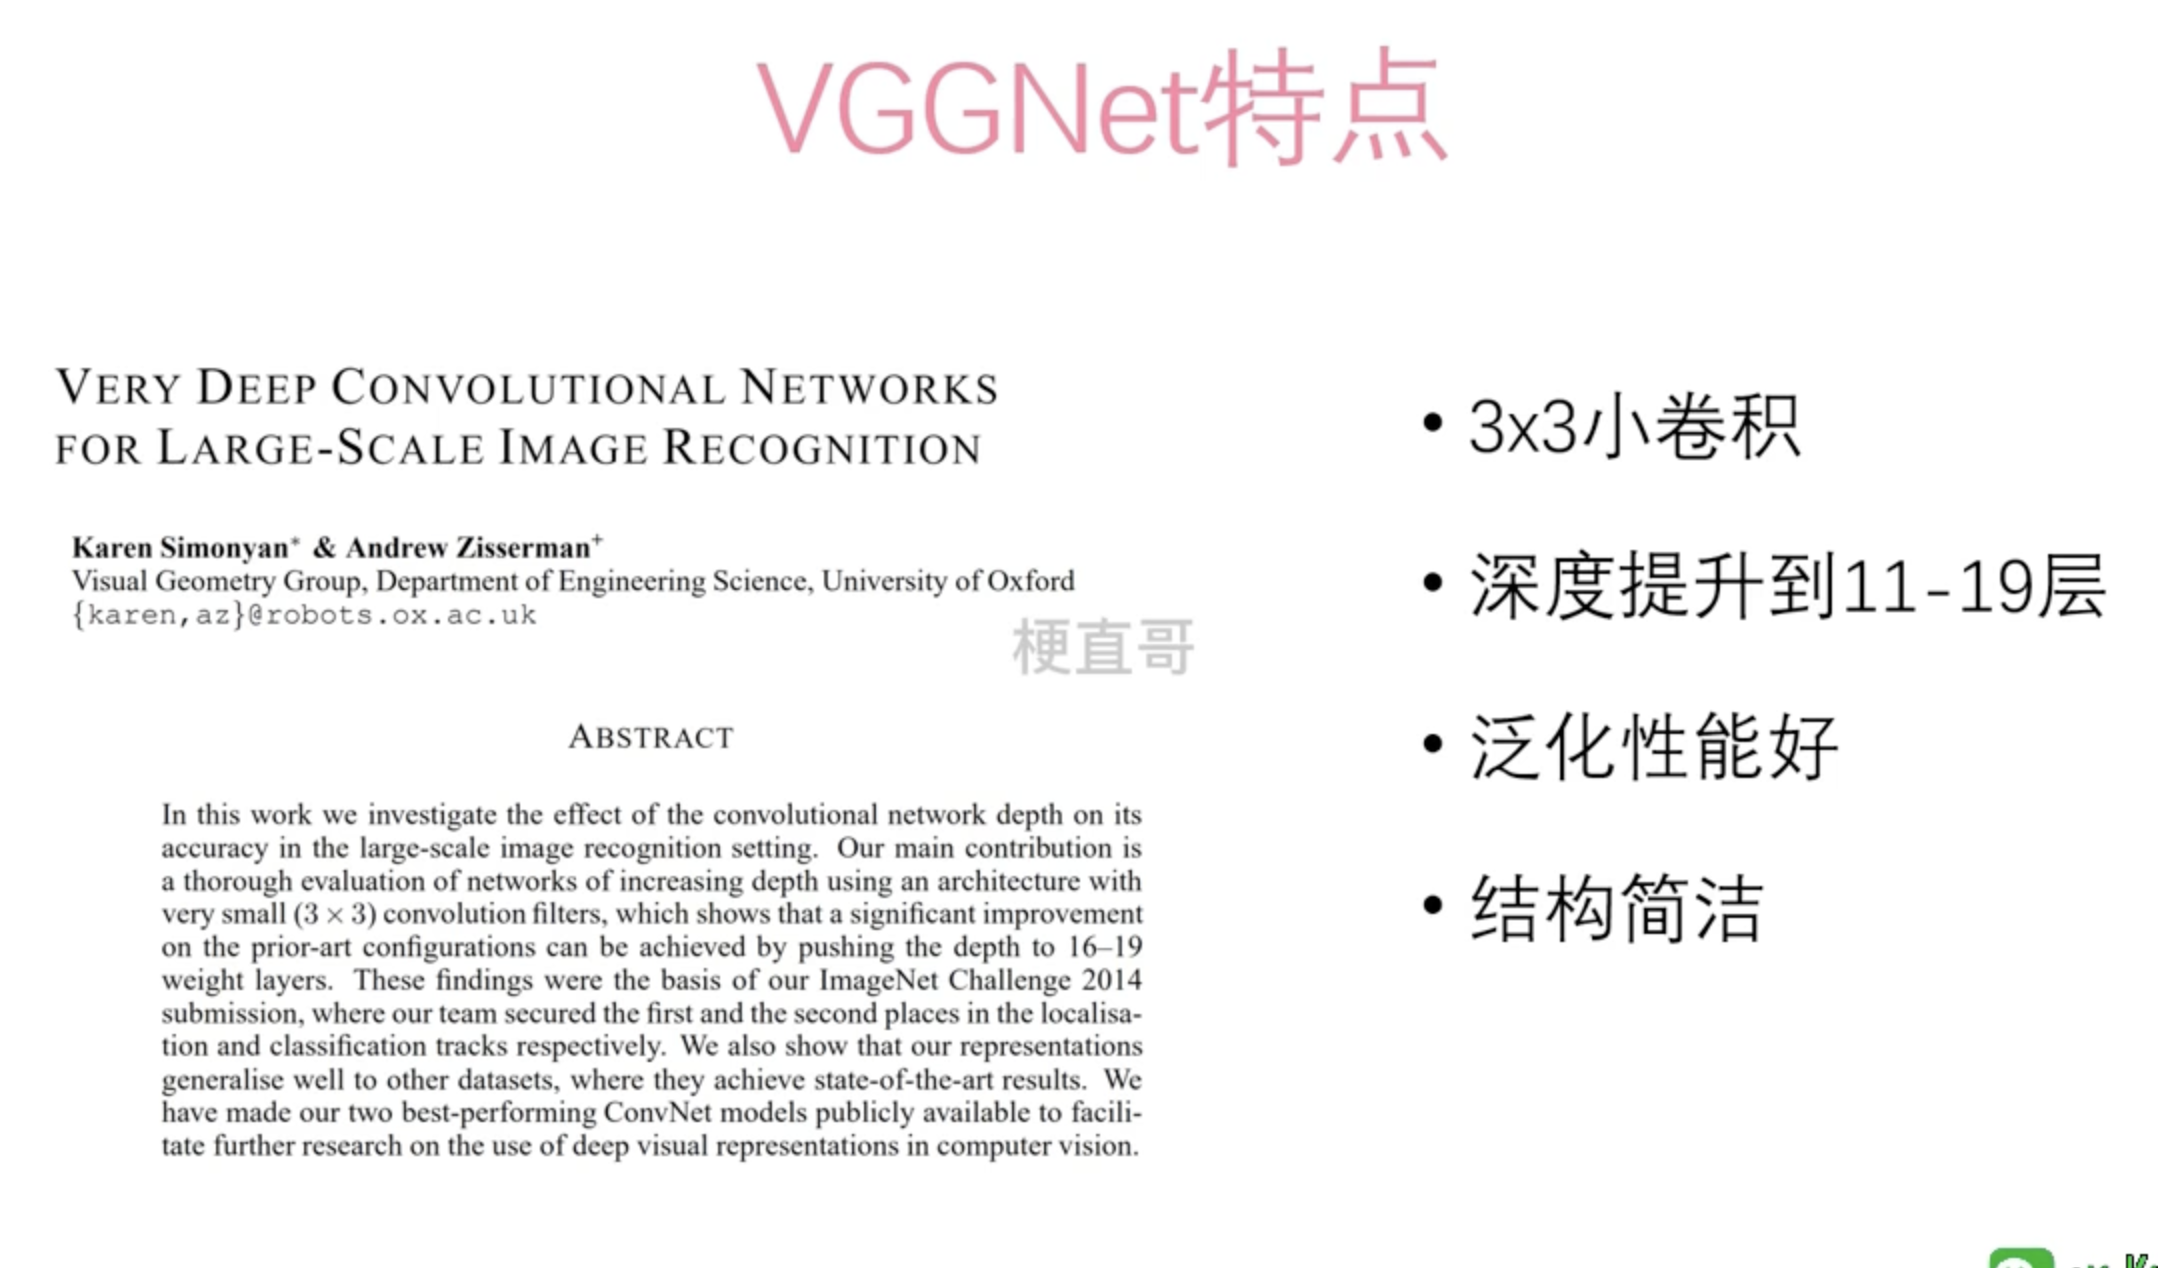 VGGNet特点
VERY DEEP CONVOLUTIONAL NETWORKS
FOR LARGE-SCALE IMAGE RECOGNITION
Karen Simonyan* & Andrew Zisserman+
Visual Geometry Group, Department of Engineering Science, University of Oxford
{karen,az}@robots.ox.ac.uk
梗直哥
ABSTRACT
In this work we investigate the effect of the convolutional network depth on its
accuracy in the large-scale image recognition setting. Our main contribution is
a thorough evaluation of networks of increasing depth using an architecture with
very small (3 × 3) convolution filters, which shows that a significant improvement
on the prior-art configurations can be achieved by pushing the depth to 16–19
weight layers. These findings were the basis of our ImageNet Challenge 2014
submission, where our team secured the first and the second places in the localisa-
tion and classification tracks respectively. We also show that our representations
generalise well to other datasets, where they achieve state-of-the-art results. We
have made our two best-performing ConvNet models publicly available to facili-
tate further research on the use of deep visual representations in computer vision.
• 3x3小卷积
• 深度提升到11-19层
• 泛化性能好
• 结构简洁